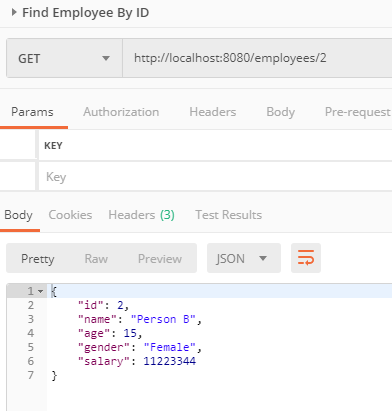 Find Employee By ID
GET http://localhost:8080/employees/2
Params Authorization Headers Body Pre-request
KEY
Key
Body Cookies Headers (3) Test Results
Pretty Raw Preview JSON
1 {
2 "id": 2,
3 "name": "Person B",
4 "age": 15,
5 "gender": "Female",
6 "salary": 11223344
7 }